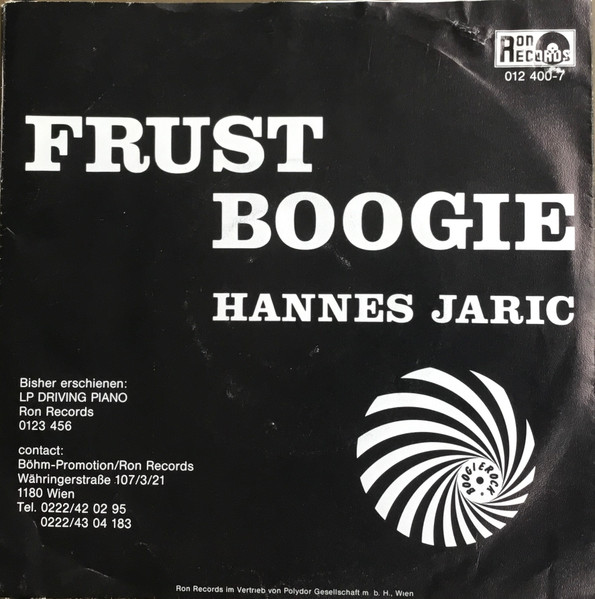 Ron
Records
012 400-7
FRUST
BOOGIE
HANNES JARIC
Bisher erschienen:
LP DRIVING PIANO
Ron Records
0123 456
contact:
Böhm-Promotion/Ron Records
Währingerstraße 107/3/21
1180 Wien
Tel. 0222/42 02 95
0222/43 04 183
BOOGIEROCK
Ron Records im Vertrieb von Polydor Gesellschaft m. b. H., Wien